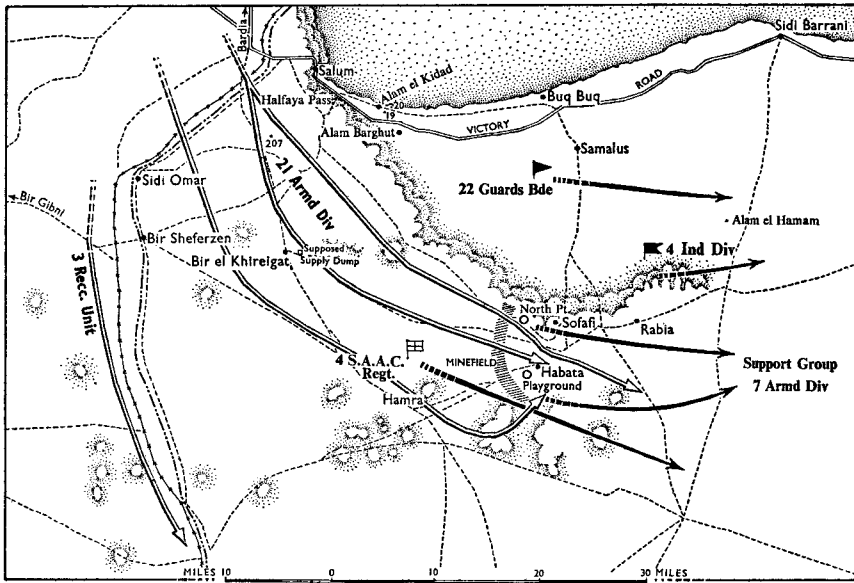 Sidi Barrani
Bardia
Salum
Alam el Kidad
Halfaya Pass
20
19
Buq Buq
VICTORY
ROAD
Alam Barghut
207
Samalus
21 Armd Div
Sidi Omar
22 Guards Bde
Bir Gibni
Alam el Hamam
Bir Sheferzen
Supposed
Supply Dump
4 Ind Div
Bir el Khireigat
3 Recc. Unit
North Pt.
Sofafi
Rabia
4 S.A.A.C.
Regt.
MINEFIELD
Habata
Playground
Support Group
7 Armd Div
Hamra
MILES 10 0 10 20 30 MILES